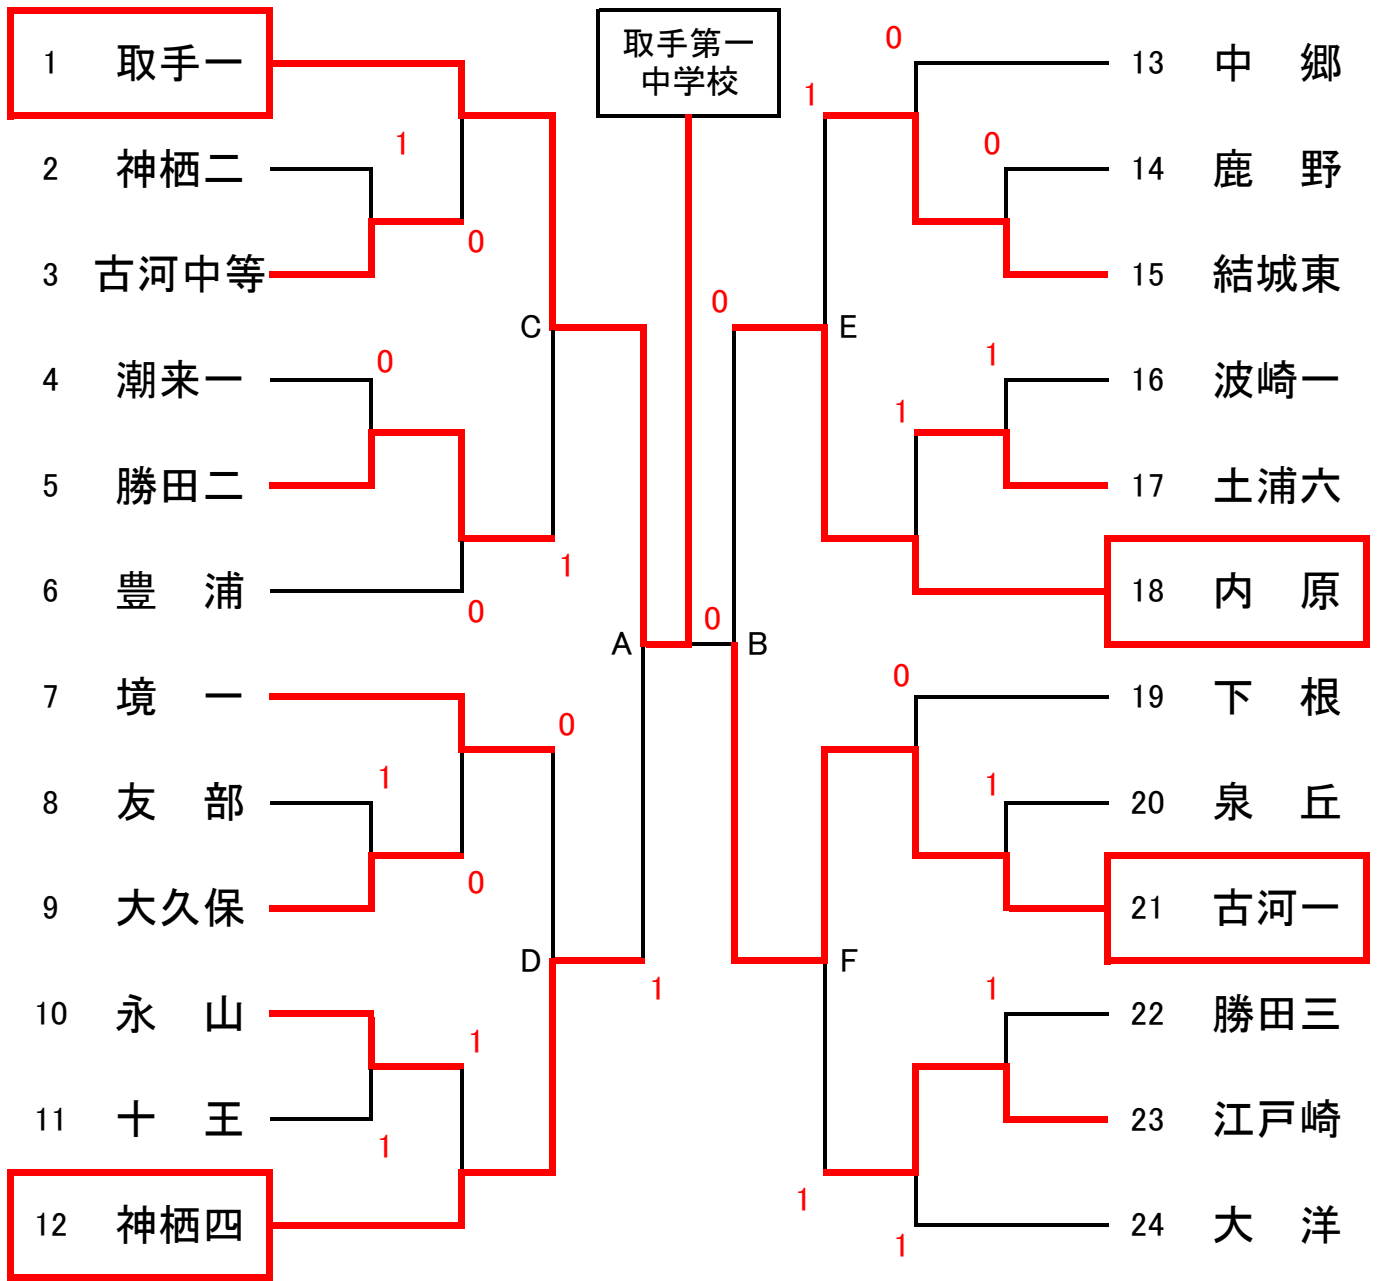 取手第一
中学校
1 取手一
2 神栖二
3 古河中等
4 潮来一
5 勝田二
6 豊 浦
7 境 一
8 友 部
9 大久保
10 永 山
11 十 王
12 神栖四
1
0
0
1
0
0
1
0
1
1
C
A
D
1
0
0
B
E
F
0
1
0
1
1
0
1
1
1
1
13 中 郷
14 鹿 野
15 結城東
16 波崎一
17 土浦六
18 内 原
19 下 根
20 泉 丘
21 古河一
22 勝田三
23 江戸崎
24 大 洋